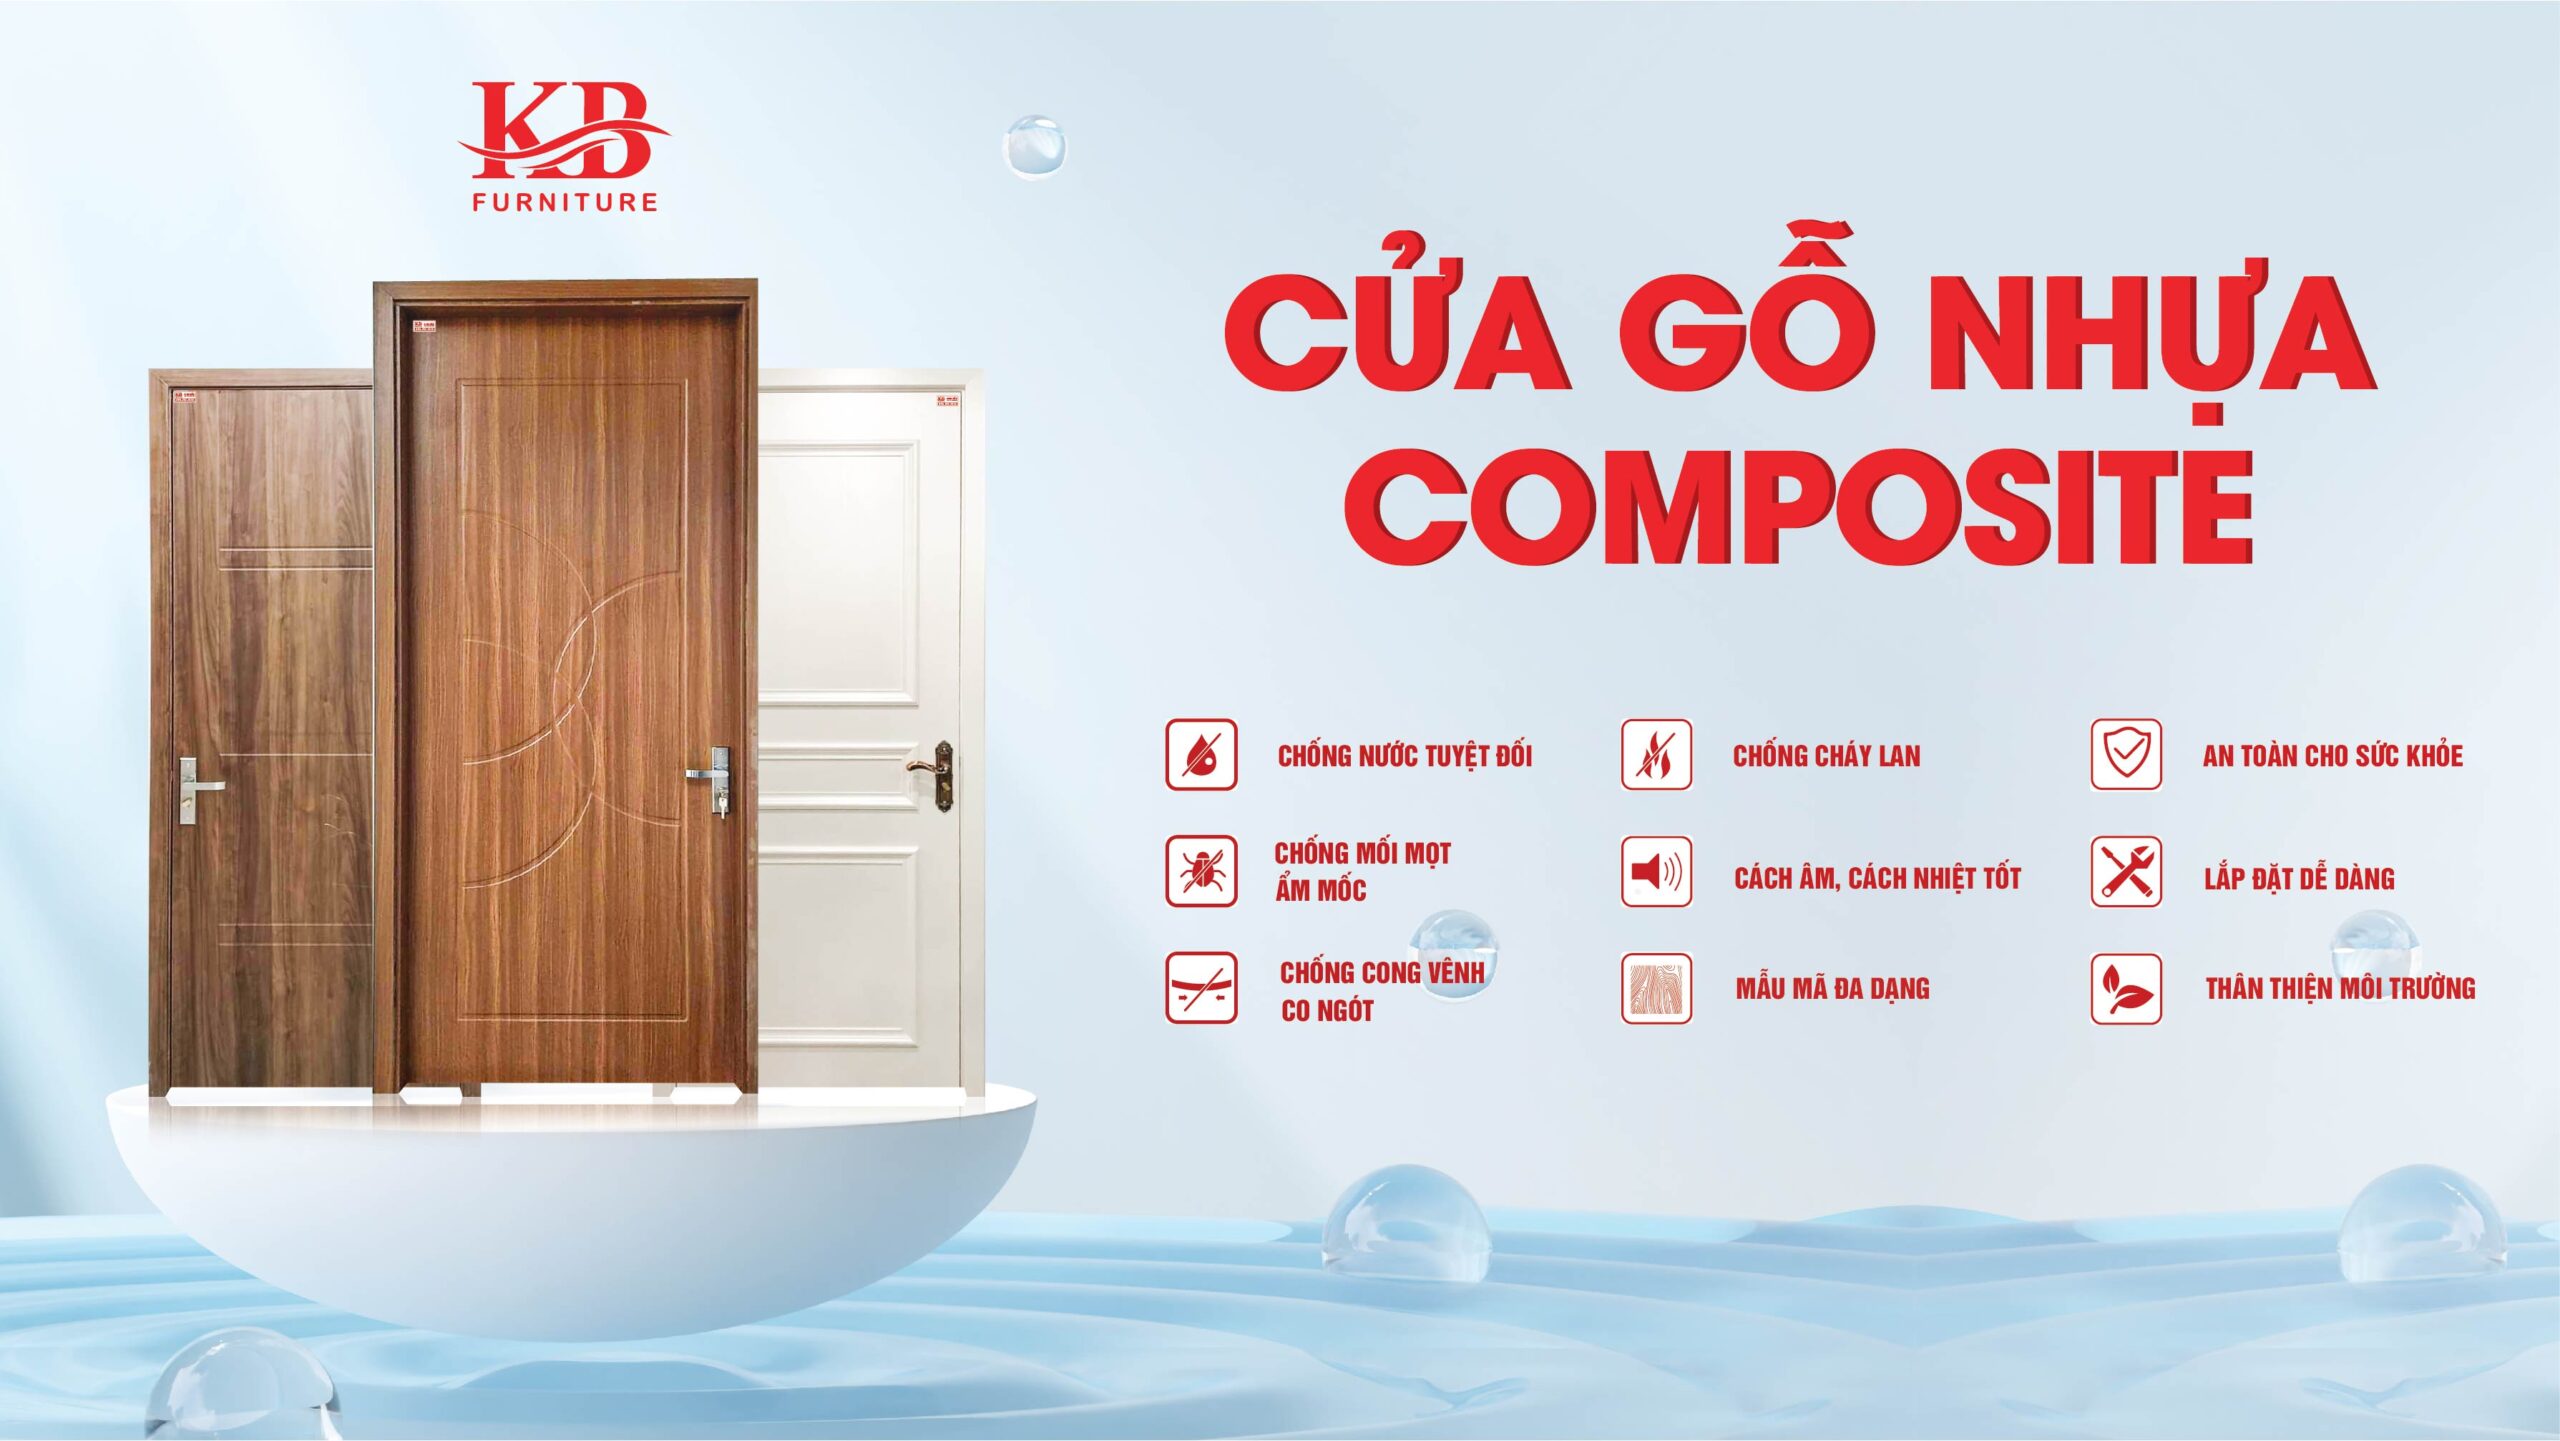 KB
FURNITURE
CỬA GỖ NHỰA
COMPOSITE
CHỐNG NƯỚC TUYỆT ĐỐI
CHỐNG CHÁY LAN
AN TOÀN CHO SỨC KHỎE
CHỐNG MỐI MỌT
ẨM MỐC
CÁCH ÂM, CÁCH NHIỆT TỐT
LẮP ĐẶT DỄ DÀNG
CHỐNG CONG VÊNH
CO NGÓT
MẪU MÃ ĐA DẠNG
THÂN THIỆN MÔI TRƯỜNG